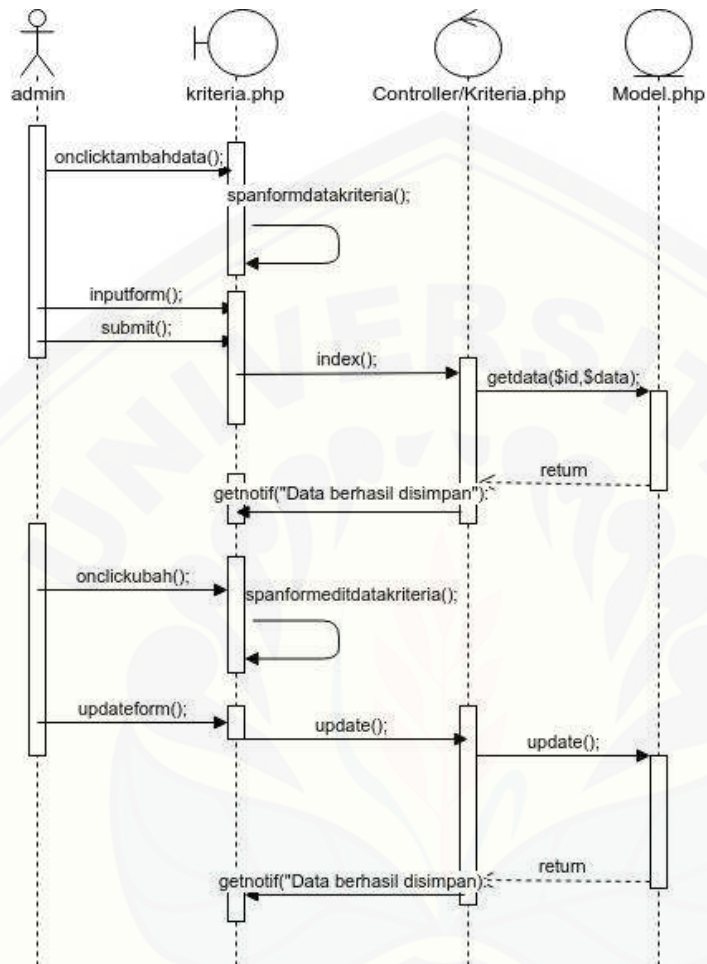 admin
kriteria.php
Controller/Kriteria.php
Model.php
onclicktambahdata();
spanformdatakriteria();
inputform();
submit();
index();
getdata($id,$data);
return
getnotif("Data berhasil disimpan");
onclickubah();
spanformeditdatakriteria();
updateform();
update();
update();
return
getnotif("Data berhasil disimpan);
UNIVERSIT